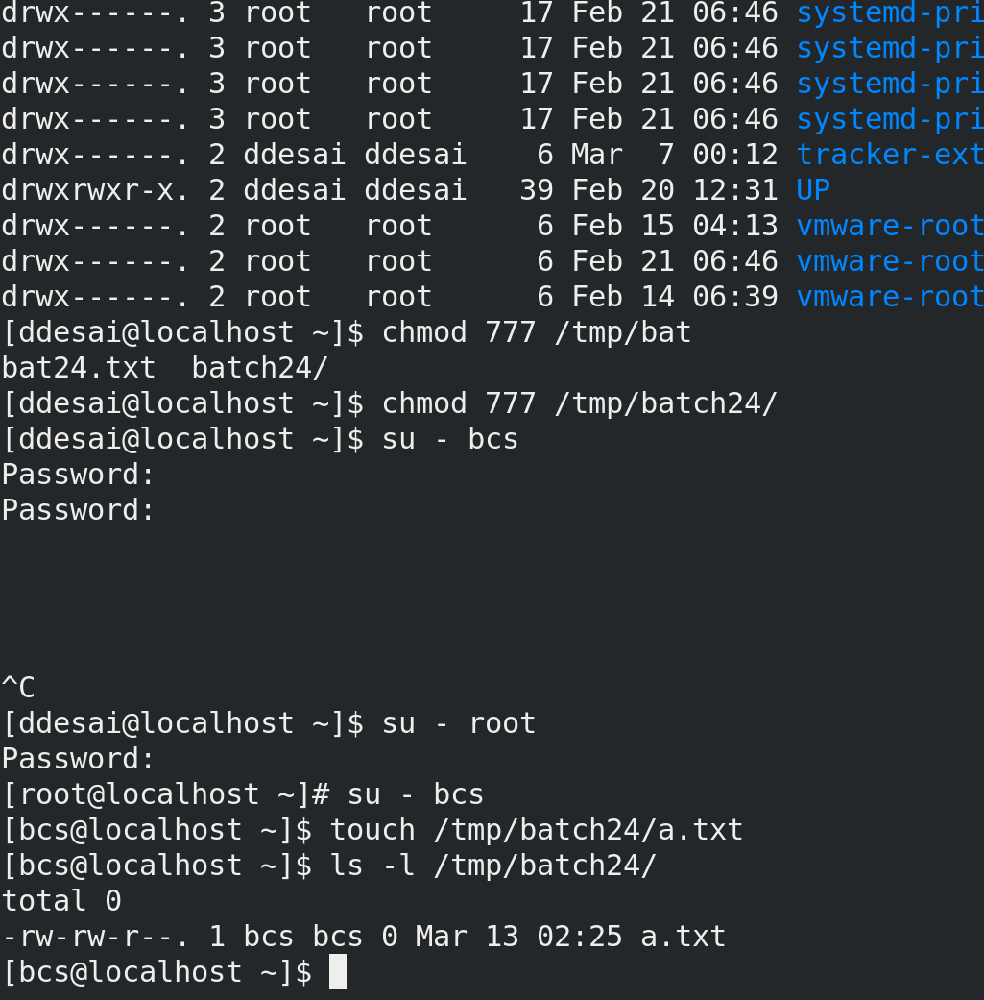 drwx------. 3 root   root     17 Feb 21 06:46 systemd-pri
drwx------. 3 root   root     17 Feb 21 06:46 systemd-pri
drwx------. 3 root   root     17 Feb 21 06:46 systemd-pri
drwx------. 3 root   root     17 Feb 21 06:46 systemd-pri
drwx------. 2 ddesai ddesai    6 Mar  7 00:12 tracker-ext
drwxrwxr-x. 2 ddesai ddesai   39 Feb 20 12:31 UP
drwx------. 2 root   root      6 Feb 15 04:13 vmware-root
drwx------. 2 root   root      6 Feb 21 06:46 vmware-root
drwx------. 2 root   root      6 Feb 14 06:39 vmware-root
[ddesai@localhost ~]$ chmod 777 /tmp/bat
bat24.txt  batch24/
[ddesai@localhost ~]$ chmod 777 /tmp/batch24/
[ddesai@localhost ~]$ su - bcs
Password:
Password:
^C
[ddesai@localhost ~]$ su - root
Password:
[root@localhost ~]# su - bcs
[bcs@localhost ~]$ touch /tmp/batch24/a.txt
[bcs@localhost ~]$ ls -l /tmp/batch24/
total 0
-rw-rw-r--. 1 bcs bcs 0 Mar 13 02:25 a.txt
[bcs@localhost ~]$